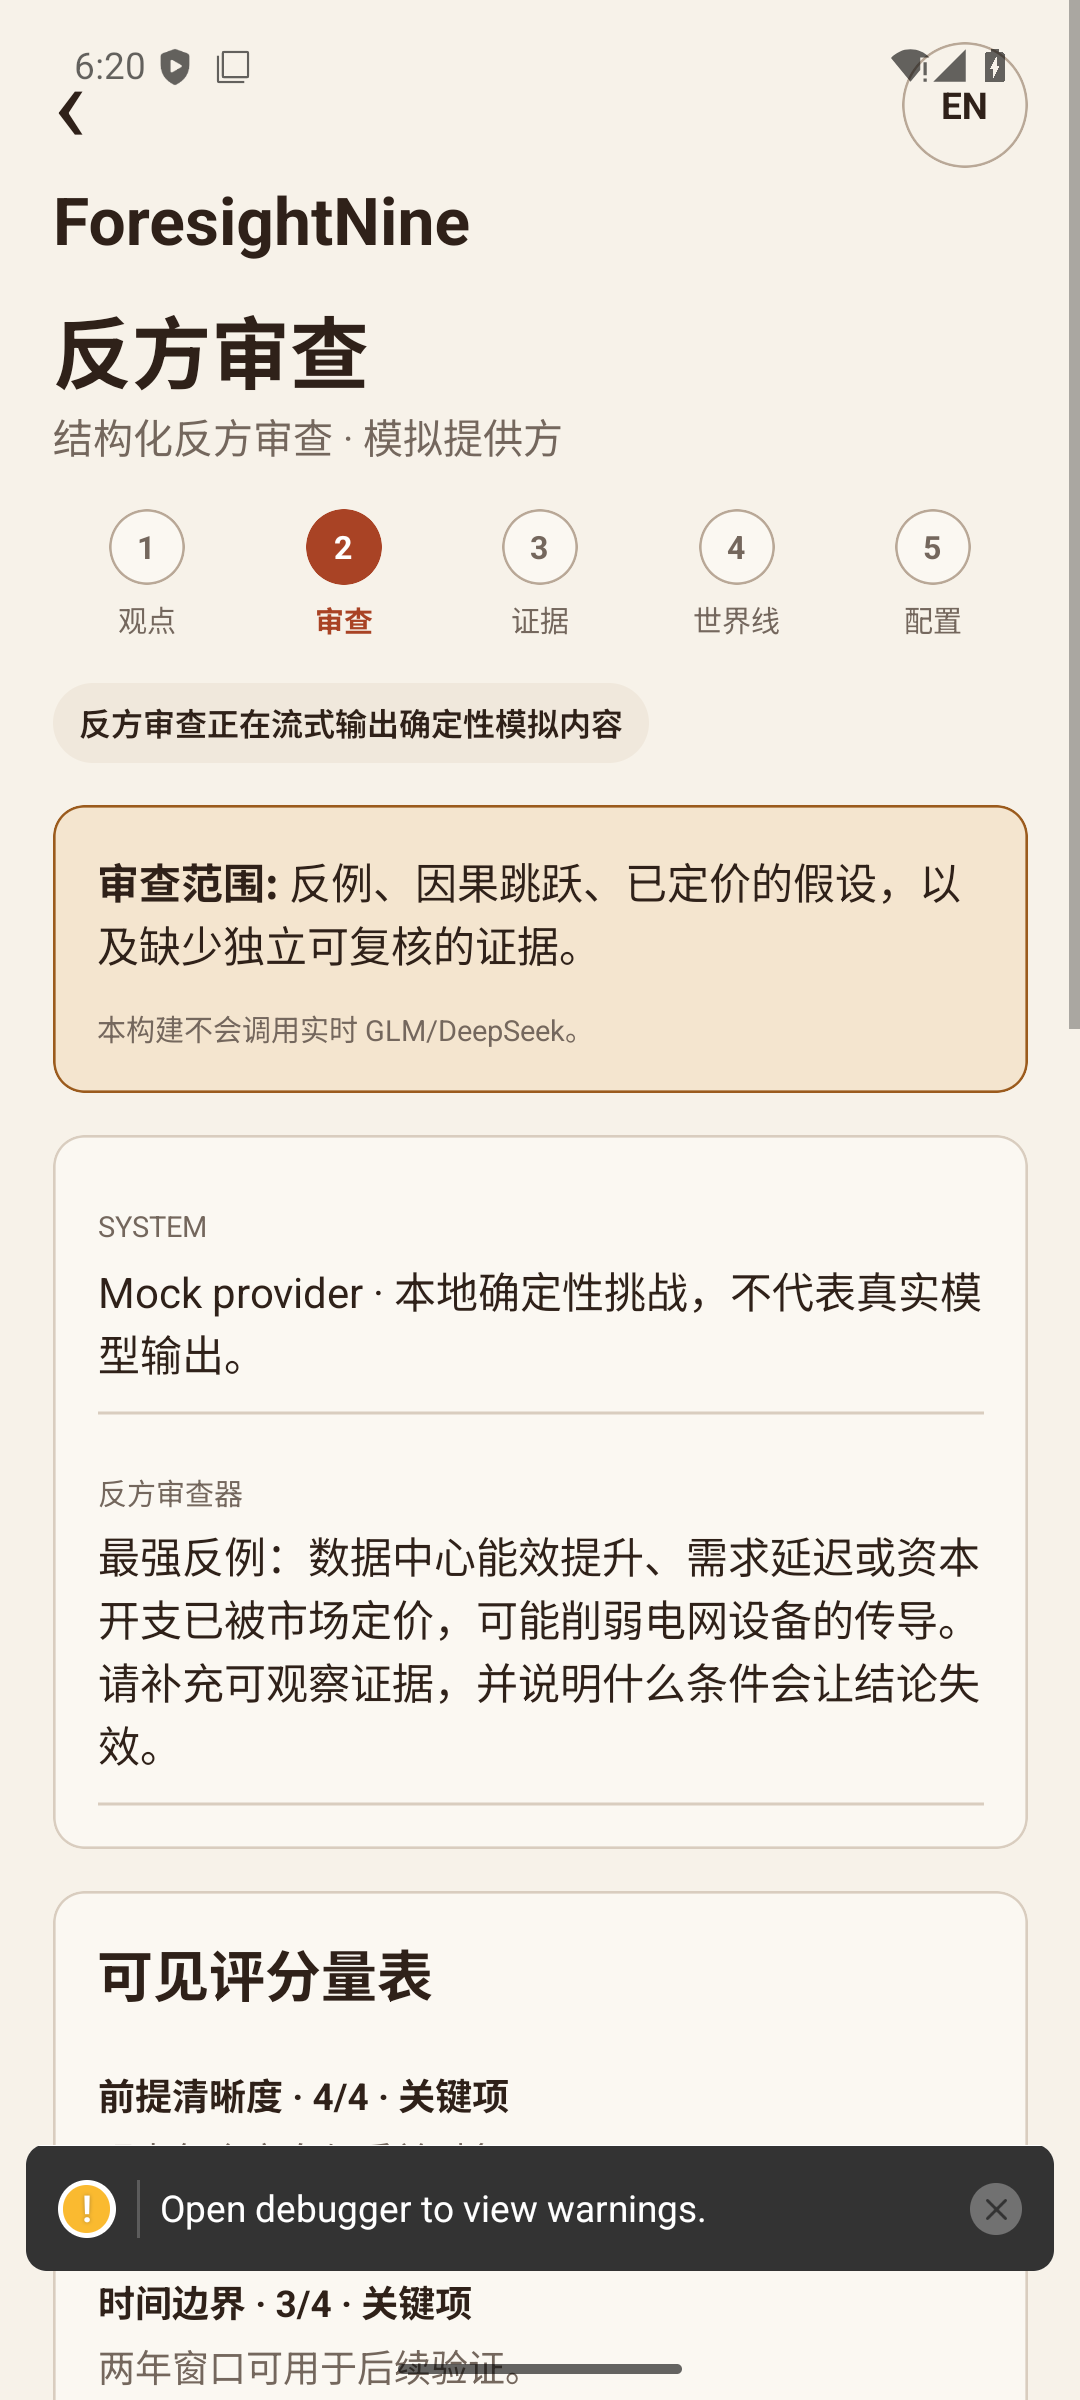 6:20
EN
ForesightNine
反方审查
结构化反方审查 · 模拟提供方
1 2 3 4 5
观点 审查 证据 世界线 配置
反方审查正在流式输出确定性模拟内容
审查范围: 反例、因果跳跃、已定价的假设，以
及缺少独立可复核的证据。
本构建不会调用实时 GLM/DeepSeek。
SYSTEM
Mock provider · 本地确定性挑战，不代表真实模
型输出。
反方审查器
最强反例：数据中心能效提升、需求延迟或资本
开支已被市场定价，可能削弱电网设备的传导。
请补充可观察证据，并说明什么条件会让结论失
效。
可见评分量表
前提清晰度 · 4/4 · 关键项
! Open debugger to view warnings.
时间边界 · 3/4 · 关键项
两年窗口可用于后续验证。